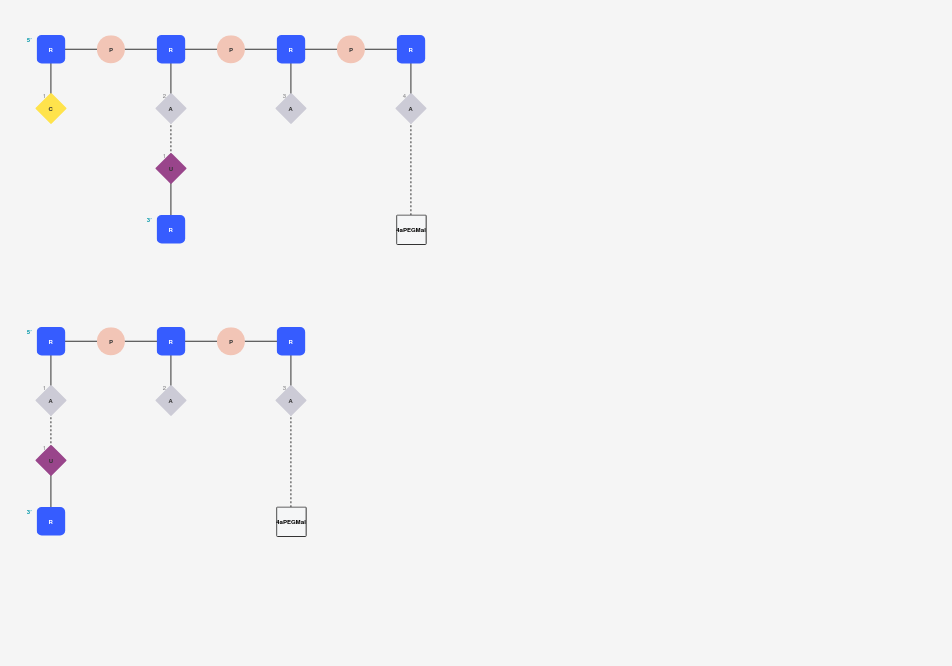 5' R P R P R P R
1 2 3 4
C A A A
1
U
3' R 4aPEGMal
5' R P R P R
1 2 3
A A A
1
U
3' R 4aPEGMal